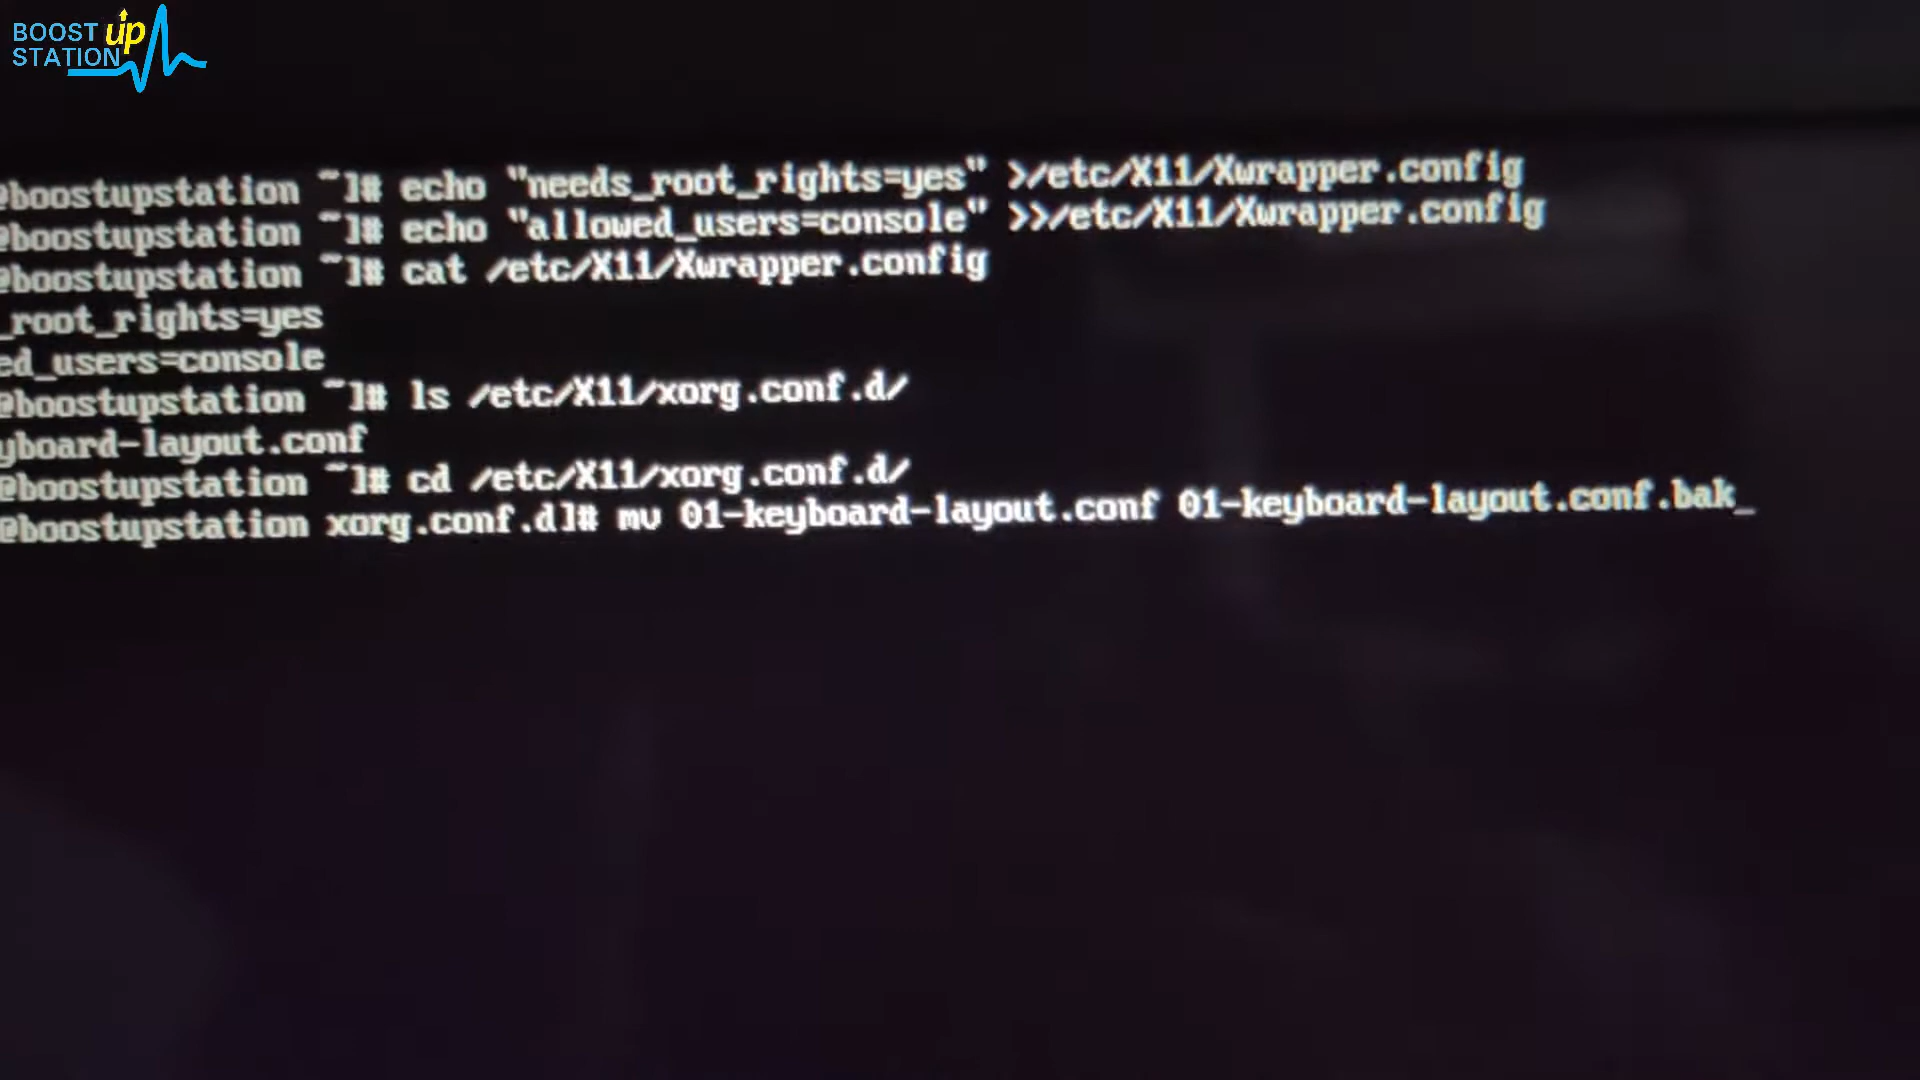 BOOST up
STATION
@boostupstation ~]# echo "needs_root_rights=yes" >/etc/X11/Xwrapper.config
@boostupstation ~]# echo "allowed_users=console" >>/etc/X11/Xwrapper.config
@boostupstation ~]# cat /etc/X11/Xwrapper.config
_root_rights=yes
ed_users=console
@boostupstation ~]# ls /etc/X11/xorg.conf.d/
yboard-layout.conf
@boostupstation ~]# cd /etc/X11/xorg.conf.d/
@boostupstation xorg.conf.d]# mv 01-keyboard-layout.conf 01-keyboard-layout.conf.bak_